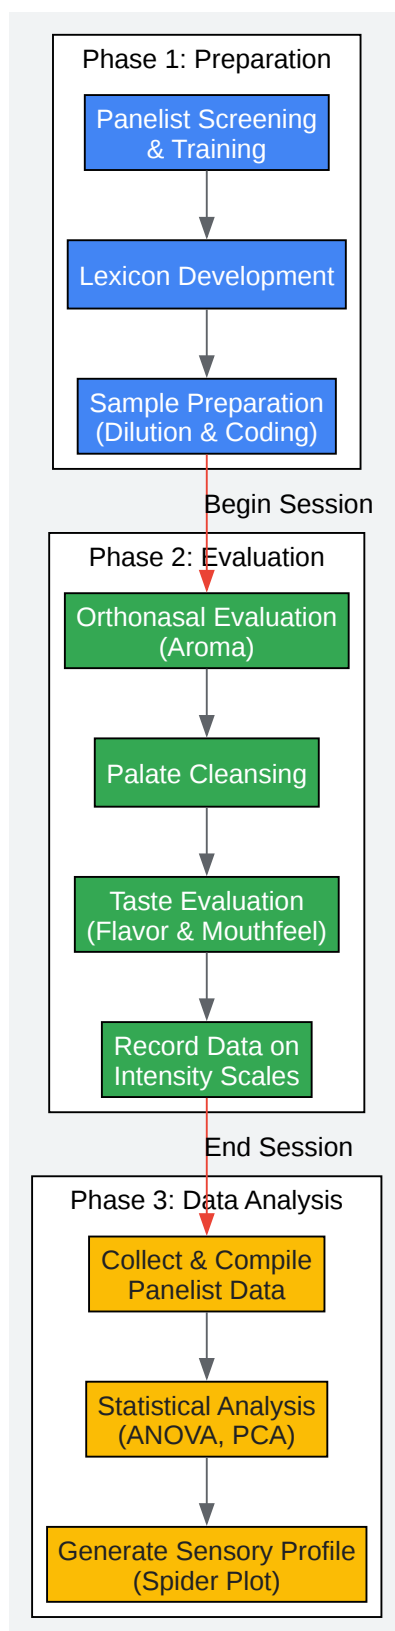 Phase 1: Preparation
Panelist Screening
& Training
Lexicon Development
Sample Preparation
(Dilution & Coding)
Begin Session
Phase 2: Evaluation
Orthonasal Evaluation
(Aroma)
Palate Cleansing
Taste Evaluation
(Flavor & Mouthfeel)
Record Data on
Intensity Scales
End Session
Phase 3: Data Analysis
Collect & Compile
Panelist Data
Statistical Analysis
(ANOVA, PCA)
Generate Sensory Profile
(Spider Plot)